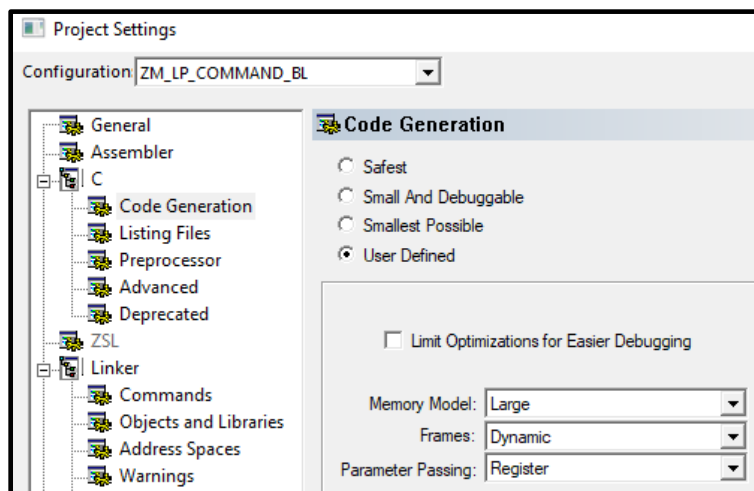 Project Settings
Configuration: ZM_LP_COMMAND_BL
General
Assembler
C
Code Generation
Listing Files
Preprocessor
Advanced
Deprecated
ZSL
Linker
Commands
Objects and Libraries
Address Spaces
Warnings
Code Generation
Safest
Small And Debuggable
Smallest Possible
User Defined
Limit Optimizations for Easier Debugging
Memory Model: Large
Frames: Dynamic
Parameter Passing: Register